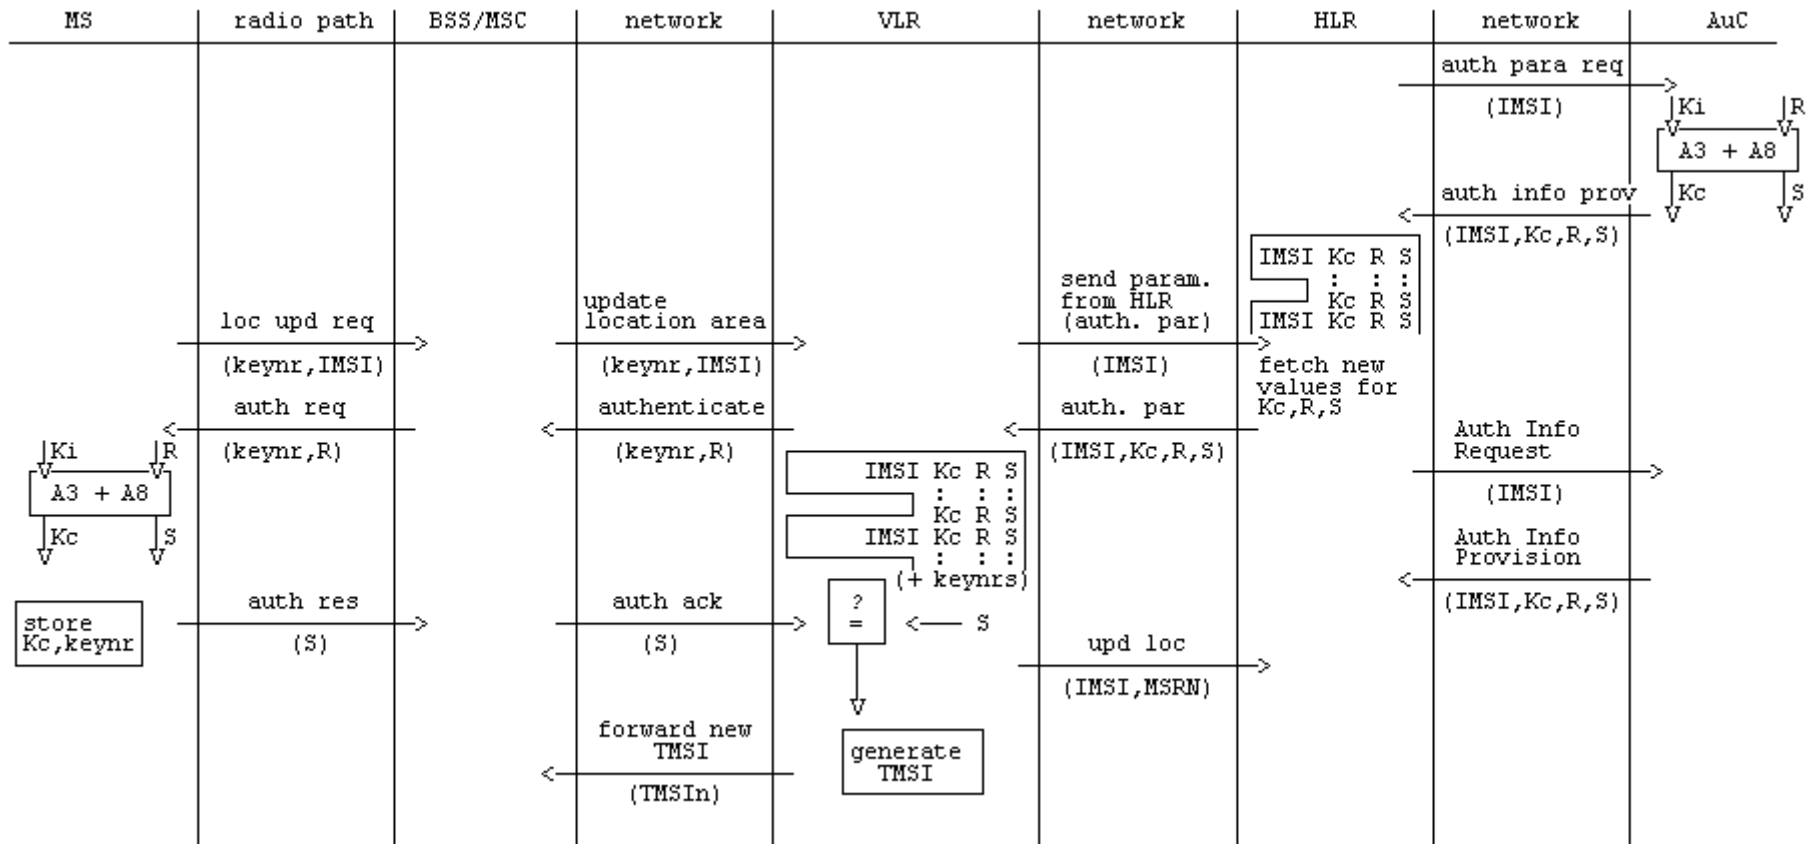 MS radio path BSS/MSC network VLR network HLR network AuC
auth para req
(IMSI)
Ki R
A3 + A8
auth info prov
Kc S
(IMSI,Kc,R,S)
IMSI Kc R S
: : :
Kc R S
IMSI Kc R S
send param.
from HLR
(auth. par)
update
location area
loc upd req
(keynr,IMSI)
(keynr,IMSI)
(IMSI)
fetch new
values for
Kc,R,S
auth req
authenticate
auth. par
(keynr,R)
(keynr,R)
(IMSI,Kc,R,S)
Ki R
A3 + A8
Kc S
IMSI Kc R S
: : :
Kc R S
IMSI Kc R S
: : :
(+ keynrs)
Auth Info
Request
(IMSI)
Auth Info
Provision
(IMSI,Kc,R,S)
store
Kc,keynr
auth res
(S)
auth ack
(S)
?
=
S
upd loc
(IMSI,MSRN)
forward new
TMSI
(TMSIn)
generate
TMSI